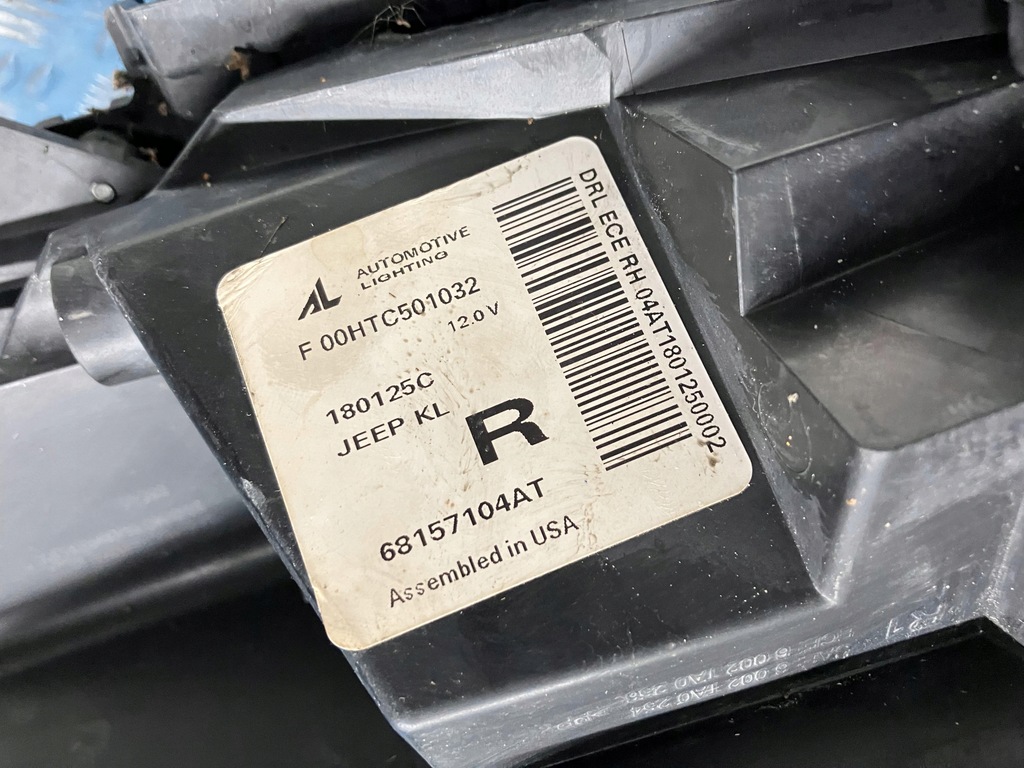 AL AUTOMOTIVE
LIGHTING
F 00HTC501032
12.0 V
180125C
JEEP KL
R
68157104AT
Assembled in USA
DRL ECE RH 04AT1801250002